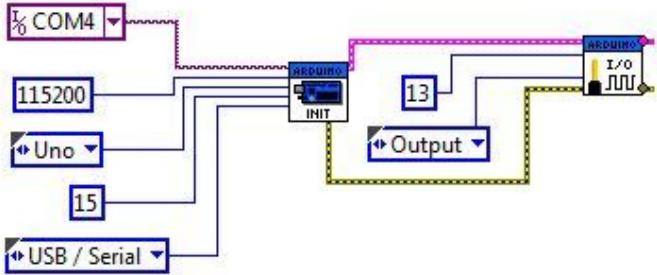 I/O COM4
ARDUINO
ARDUINO
I/O
115200
13
INIT
Uno
Output
15
USB / Serial